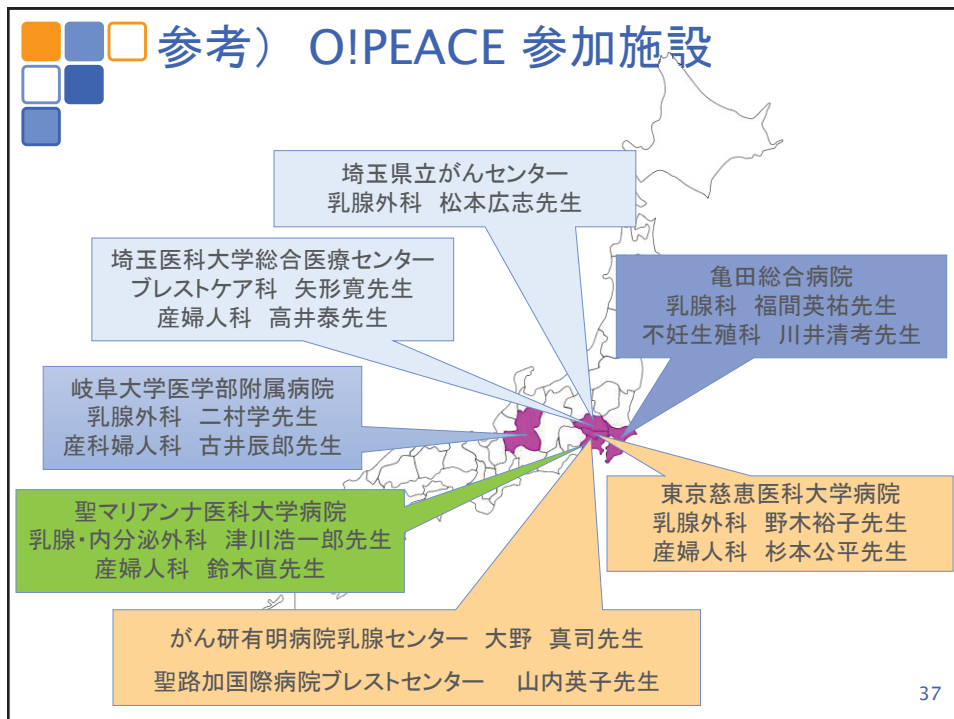 参考） O!PEACE 参加施設
埼玉県立がんセンター
乳腺外科 松本広志先生
埼玉医科大学総合医療センター
ブレストケア科 矢形寛先生
産婦人科 高井泰先生
亀田総合病院
乳腺科 福間英祐先生
不妊生殖科 川井清考先生
岐阜大学医学部附属病院
乳腺外科 二村学先生
産科婦人科 古井辰郎先生
聖マリアンナ医科大学病院
乳腺・内分泌外科 津川浩一郎先生
産婦人科 鈴木直先生
東京慈恵医科大学病院
乳腺外科 野木裕子先生
産婦人科 杉本公平先生
がん研有明病院乳腺センター 大野 真司先生
聖路加国際病院ブレストセンター 山内英子先生
37